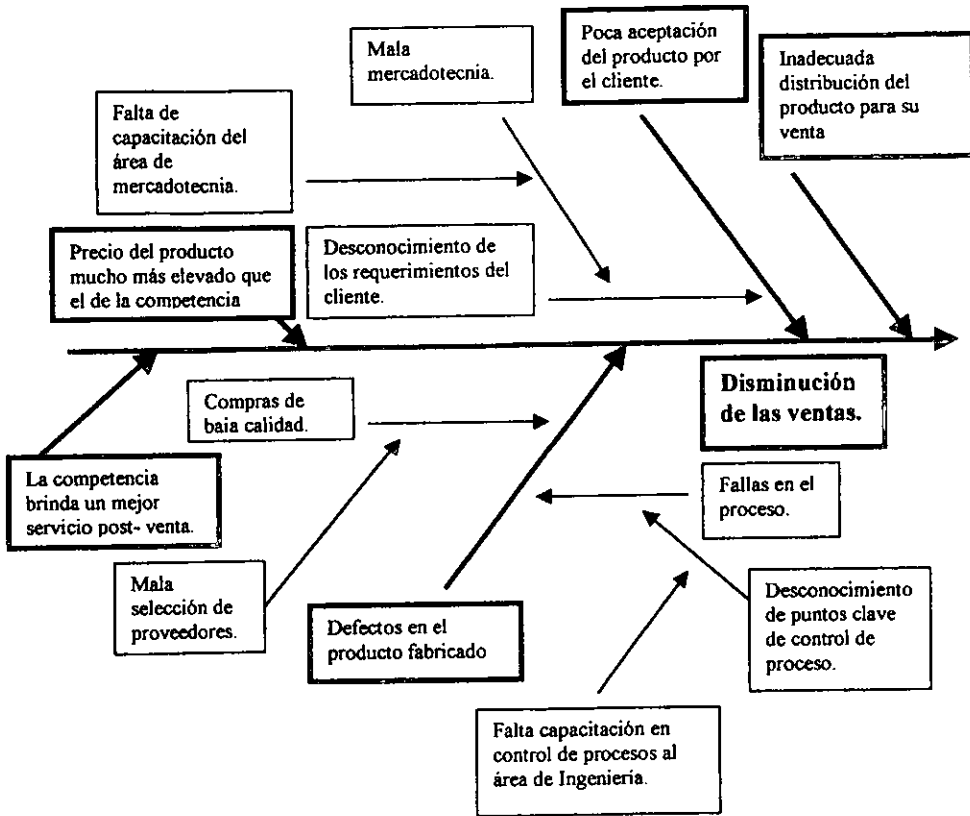 Mala
mercadotecnia.
Poca aceptación
del producto por
el cliente.
Inadecuada
distribución del
producto para su
venta
Falta de
capacitación del
área de
mercadotecnia.
Precio del producto
mucho más elevado que
el de la competencia
Desconocimiento de
los requerimientos del
cliente.
Compras de
baja calidad.
Disminución
de las ventas.
La competencia
brinda un mejor
servicio post- venta.
Fallas en el
proceso.
Mala
selección de
proveedores.
Defectos en el
producto fabricado
Desconocimiento
de puntos clave
de control de
proceso.
Falta capacitación en
control de procesos al
área de Ingeniería.